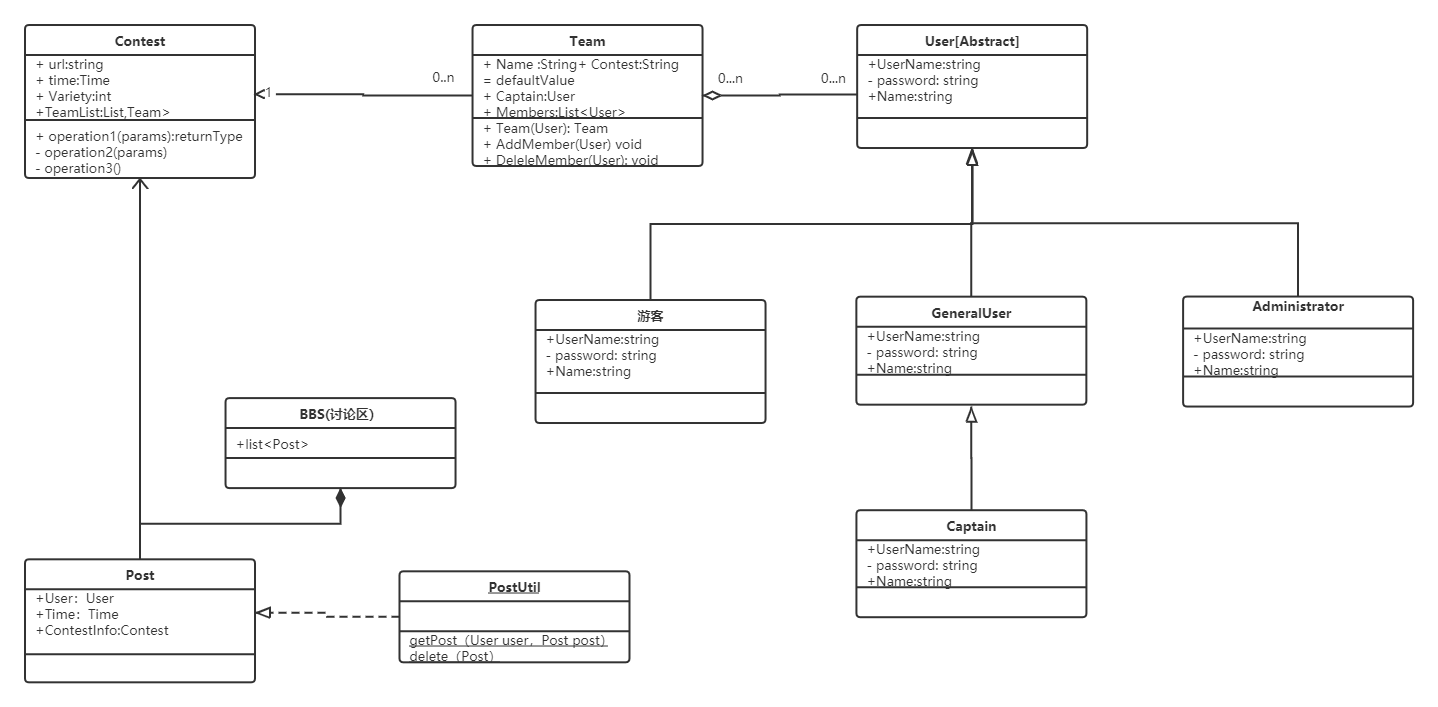 Contest
+ url:string
+ time:Time
+ Variety:int
+TeamList:List,Team>
+ operation1(params):returnType
- operation2(params)
- operation3()
1
0..n
Team
+ Name :String+ Contest:String
= defaultValue
+ Captain:User
+ Members:List<User>
+ Team(User): Team
+ AddMember(User) void
+ DeleleMember(User): void
0...n
0...n
User[Abstract]
+UserName:string
- password: string
+Name:string
游客
+UserName:string
- password: string
+Name:string
GeneralUser
+UserName:string
- password: string
+Name:string
Administrator
+UserName:string
- password: string
+Name:string
BBS(讨论区)
+list<Post>
Captain
+UserName:string
- password: string
+Name:string
Post
+User：User
+Time：Time
+ContestInfo:Contest
PostUtil
getPost（User user，Post post）
delete（Post）